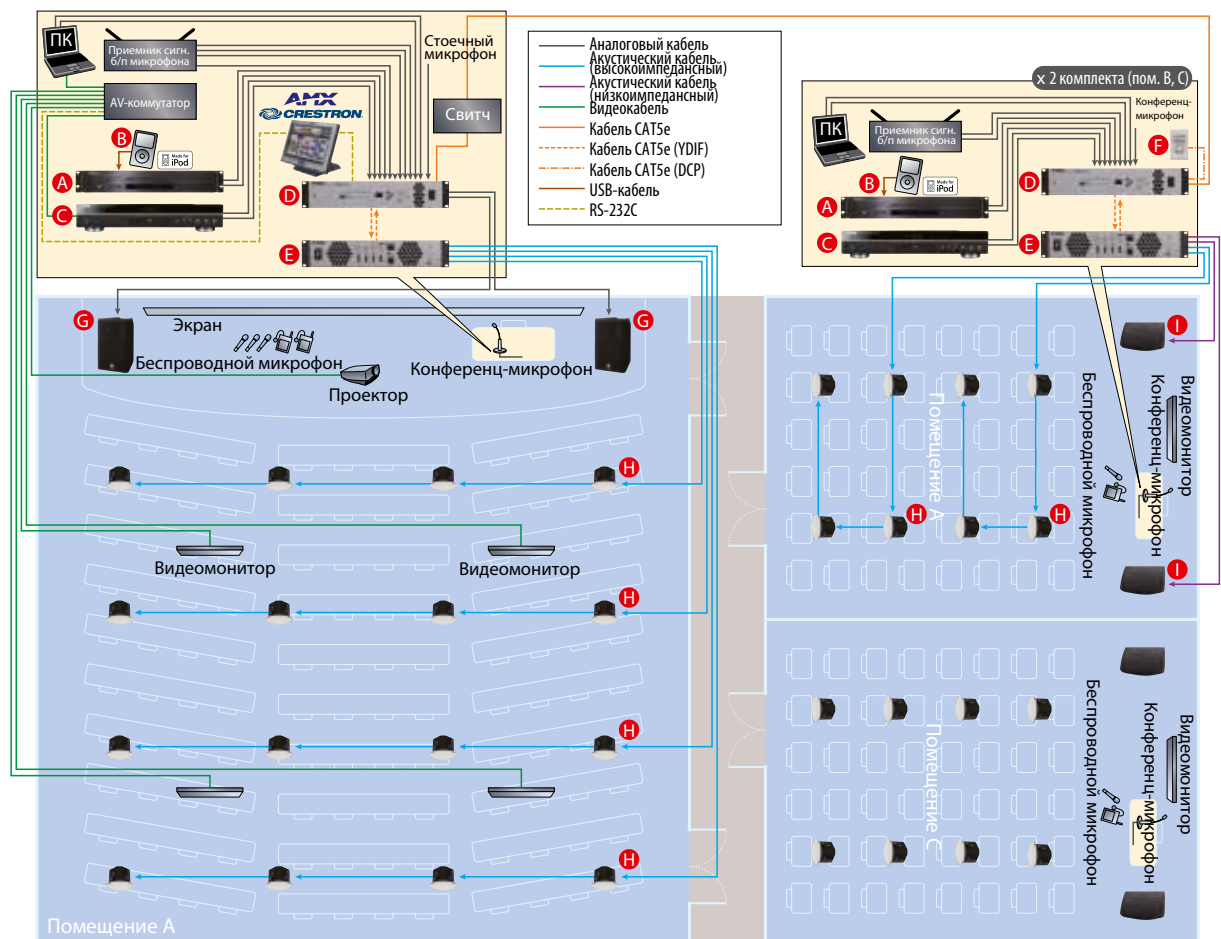 ПК
Приемник сигн.
б/п микрофона
Стоечный
микрофон
AV-коммутатор
AMX
CRESTRON
Свитч
B
Made for
iPod
A
C
D
E
Аналоговый кабель
Акустический кабель
(высокоимпедансный)
Акустический кабель
(низкоимпедансный)
Видеокабель
Кабель CAT5e
Кабель CAT5e (YDIF)
Кабель CAT5e (DCP)
USB-кабель
RS-232C
x 2 комплекта (пом. В, С)
ПК
Приемник сигн.
б/п микрофона
Конференц-
микрофон
F
B
Made for
iPod
A
C
D
E
G
Экран
G
Беспроводной микрофон
Конференц-микрофон
Проектор
H
Видеомонитор
Видеомонитор
H
H
H
Помещение А
I
Помещение А
Беспроводной микрофон
Конференц-микрофон
Видеомонитор
H
H
I
Помещение С
Беспроводной микрофон
Конференц-микрофон
Видеомонитор